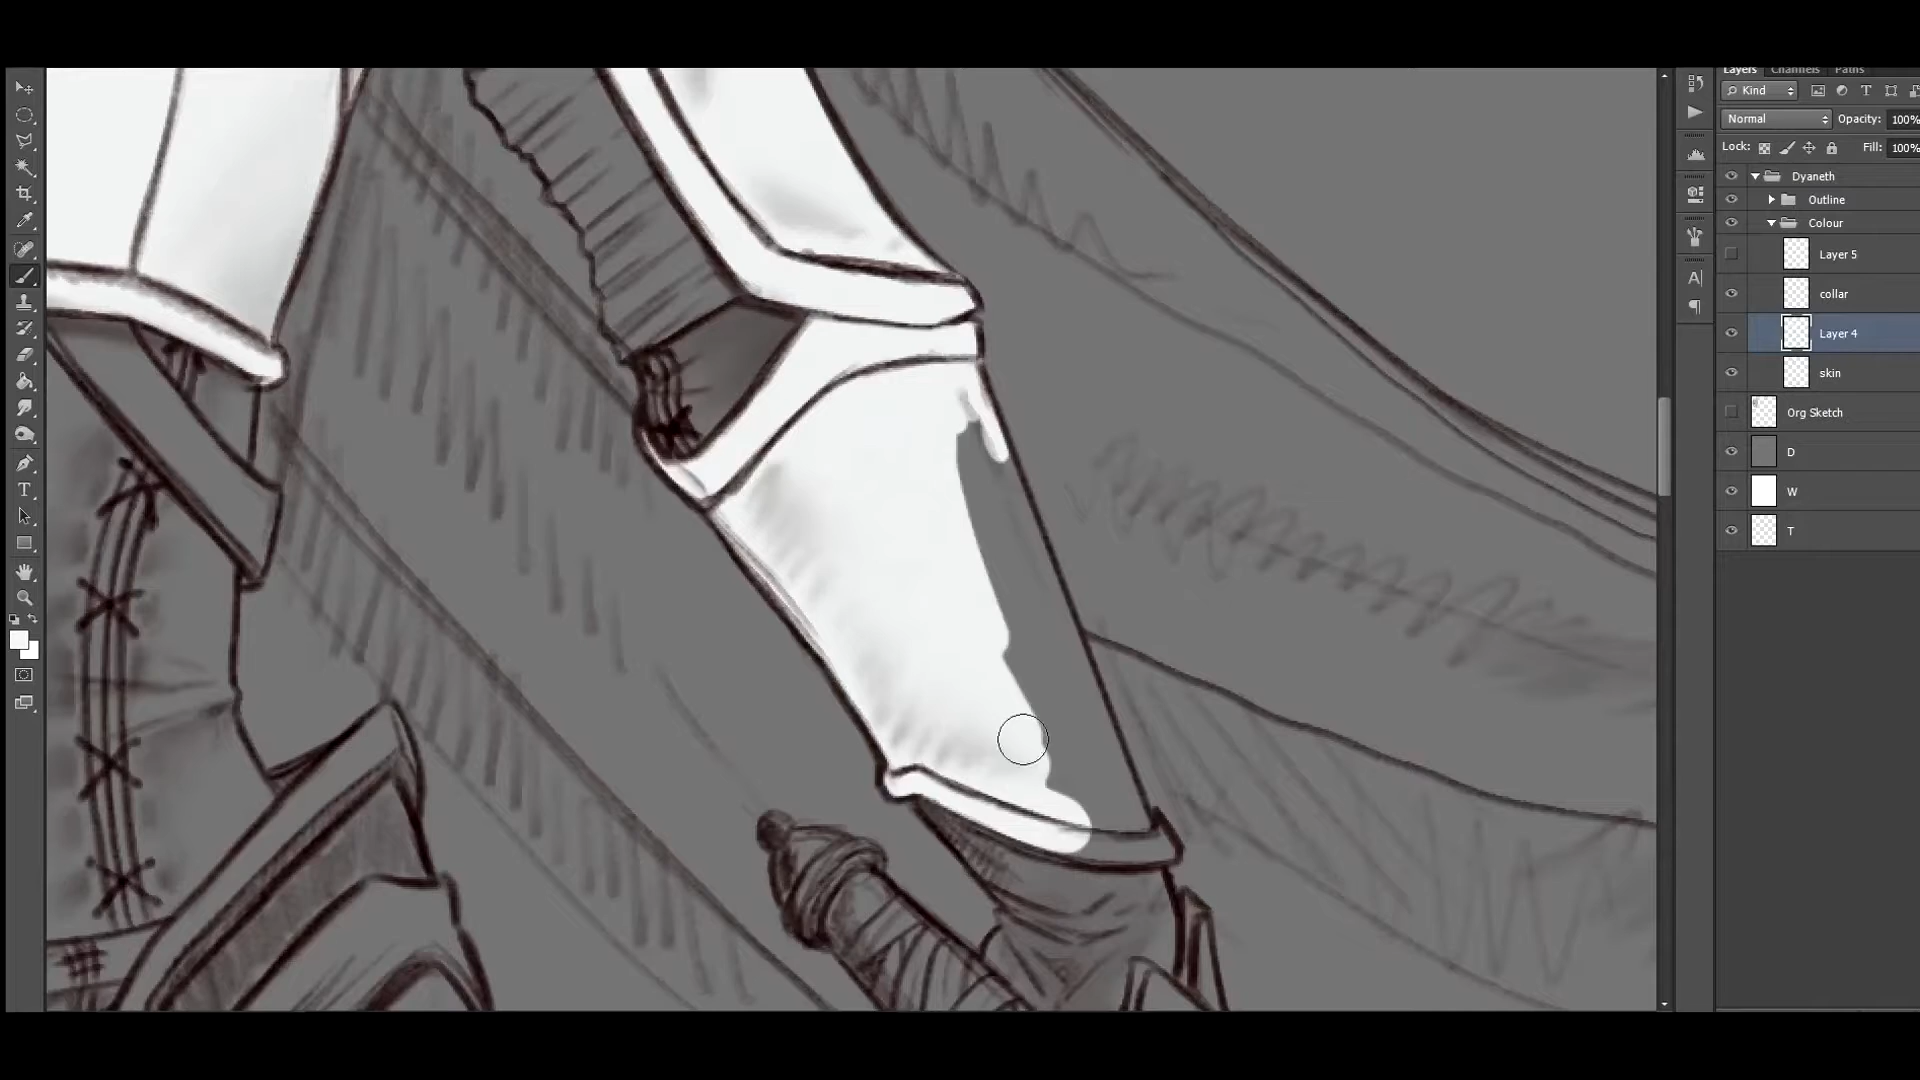 Layers Channels Paths
Kind
T
Normal Opacity: 100%
Lock: Fill: 100%
Dyaneth
Outline
Colour
Layer 5
collar
Layer 4
skin
Org Sketch
D
W
T
T
A